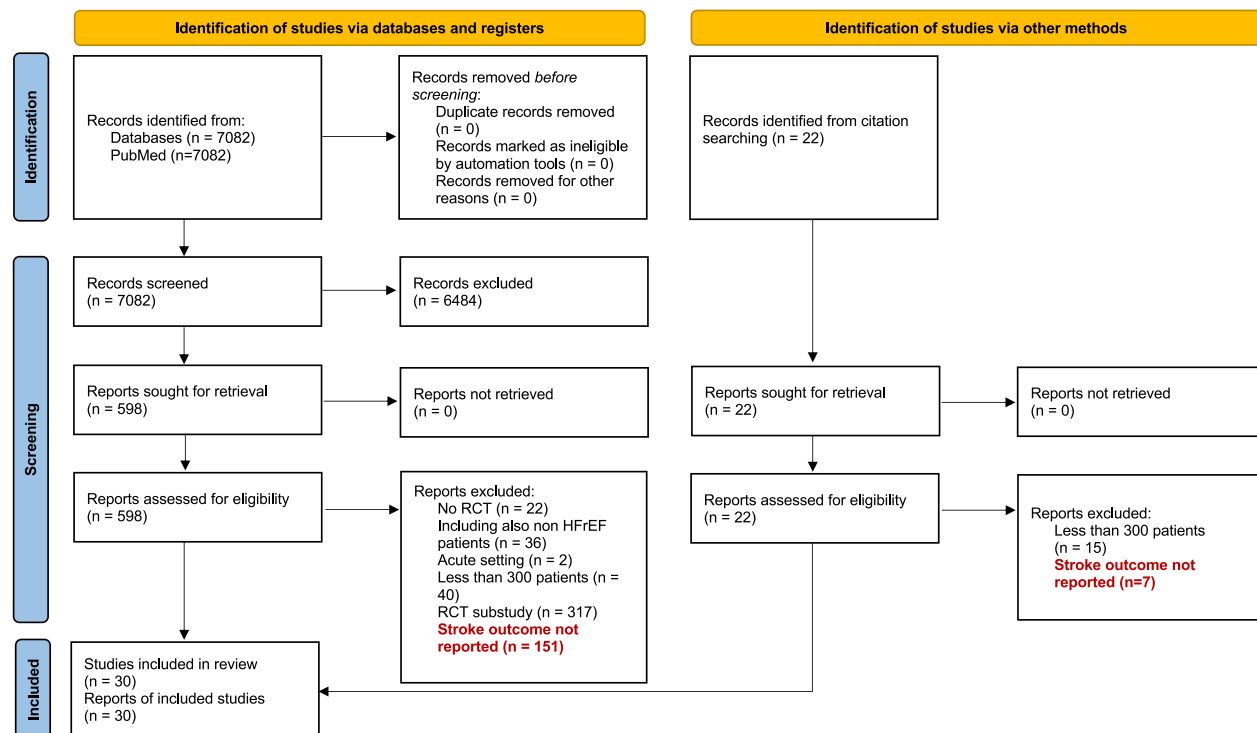 Identification of studies via databases and registers
Identification of studies via other methods
Identification
Records identified from:
Databases (n = 7082)
PubMed (n=7082)
Records removed before
screening:
Duplicate records removed
(n = 0)
Records marked as ineligible
by automation tools (n = 0)
Records removed for other
reasons (n = 0)
Records identified from citation
searching (n = 22)
Screening
Records screened
(n = 7082)
Records excluded
(n = 6484)
Reports sought for retrieval
(n = 598)
Reports not retrieved
(n = 0)
Reports sought for retrieval
(n = 22)
Reports not retrieved
(n = 0)
Reports assessed for eligibility
(n = 598)
Reports excluded:
No RCT (n = 22)
Including also non HFrEF
patients (n = 36)
Acute setting (n = 2)
Less than 300 patients (n =
40)
RCT substudy (n = 317)
Stroke outcome not
reported (n = 151)
Reports assessed for eligibility
(n = 22)
Reports excluded:
Less than 300 patients
(n = 15)
Stroke outcome not
reported (n=7)
Included
Studies included in review
(n = 30)
Reports of included studies
(n = 30)